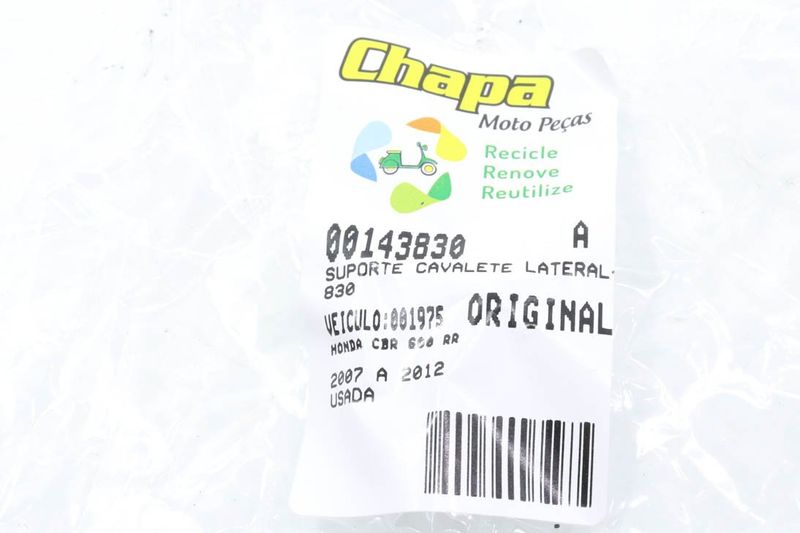 Chapa
Moto Peças
Recicle
Renove
Reutilize
00143830 A
SUPORTE CAVALETE LATERAL-
830
VEICULO:001975 ORIGINAL
HONDA CBR 600 RR
2007 A 2012
USADA